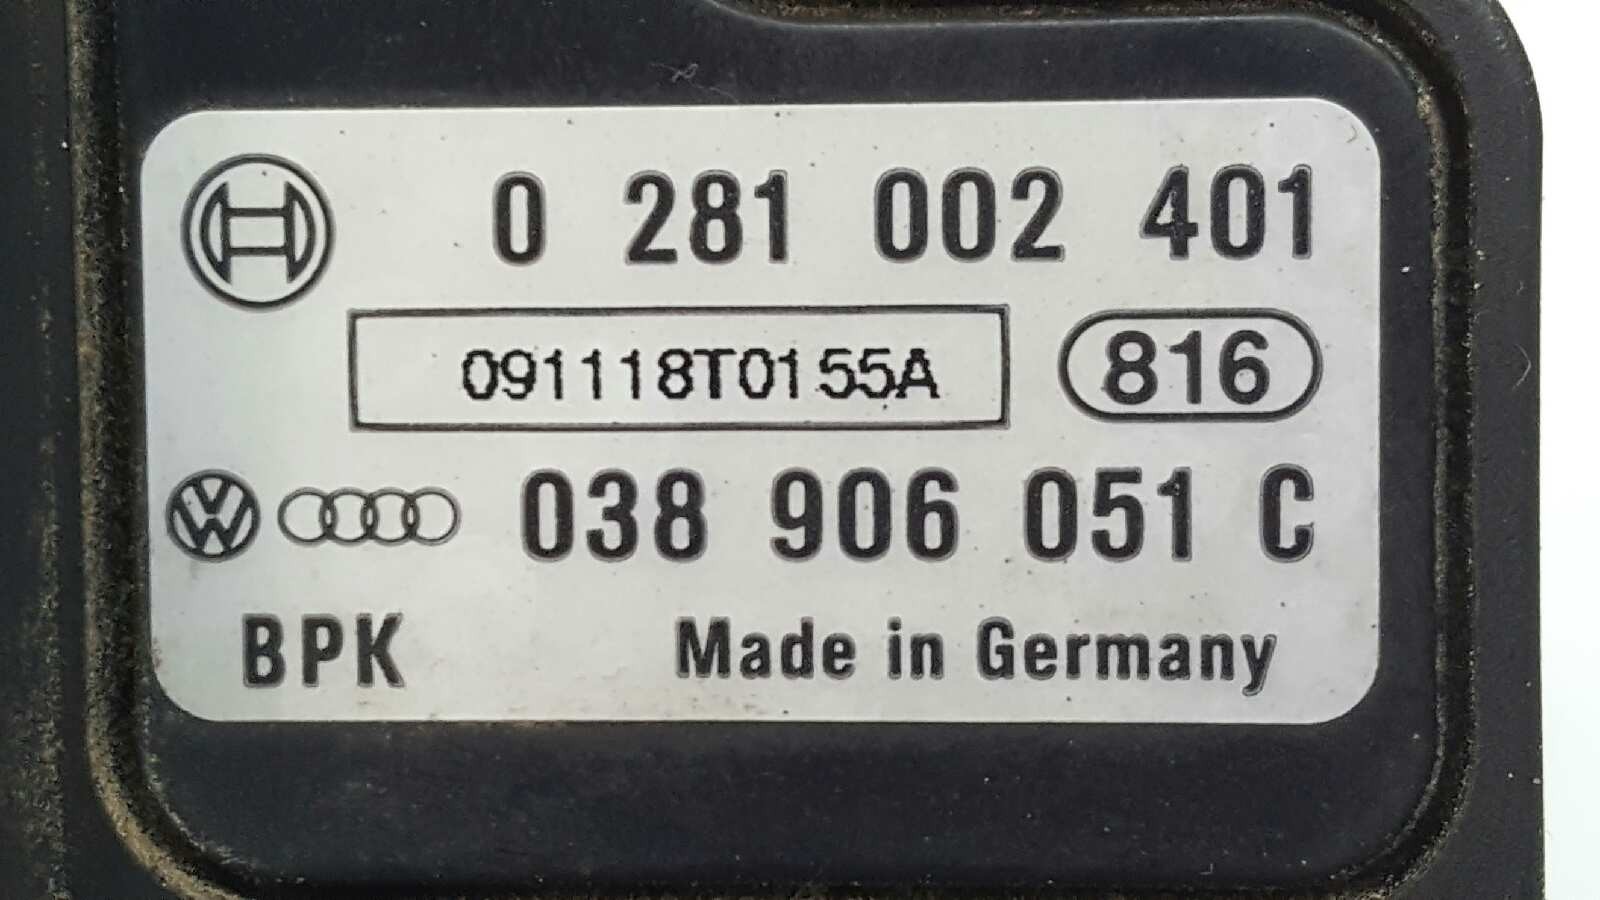 0 281 002 401
091118T0155A 816
038 906 051 C
BPK Made in Germany